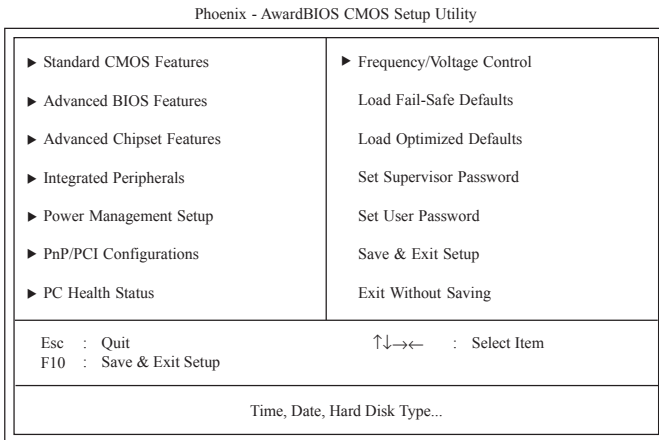 Phoenix - AwardBIOS CMOS Setup Utility
▶ Standard CMOS Features
▶ Advanced BIOS Features
▶ Advanced Chipset Features
▶ Integrated Peripherals
▶ Power Management Setup
▶ PnP/PCI Configurations
▶ PC Health Status
▶ Frequency/Voltage Control
Load Fail-Safe Defaults
Load Optimized Defaults
Set Supervisor Password
Set User Password
Save & Exit Setup
Exit Without Saving
Esc : Quit
F10 : Save & Exit Setup
↑↓→← : Select Item
Time, Date, Hard Disk Type...